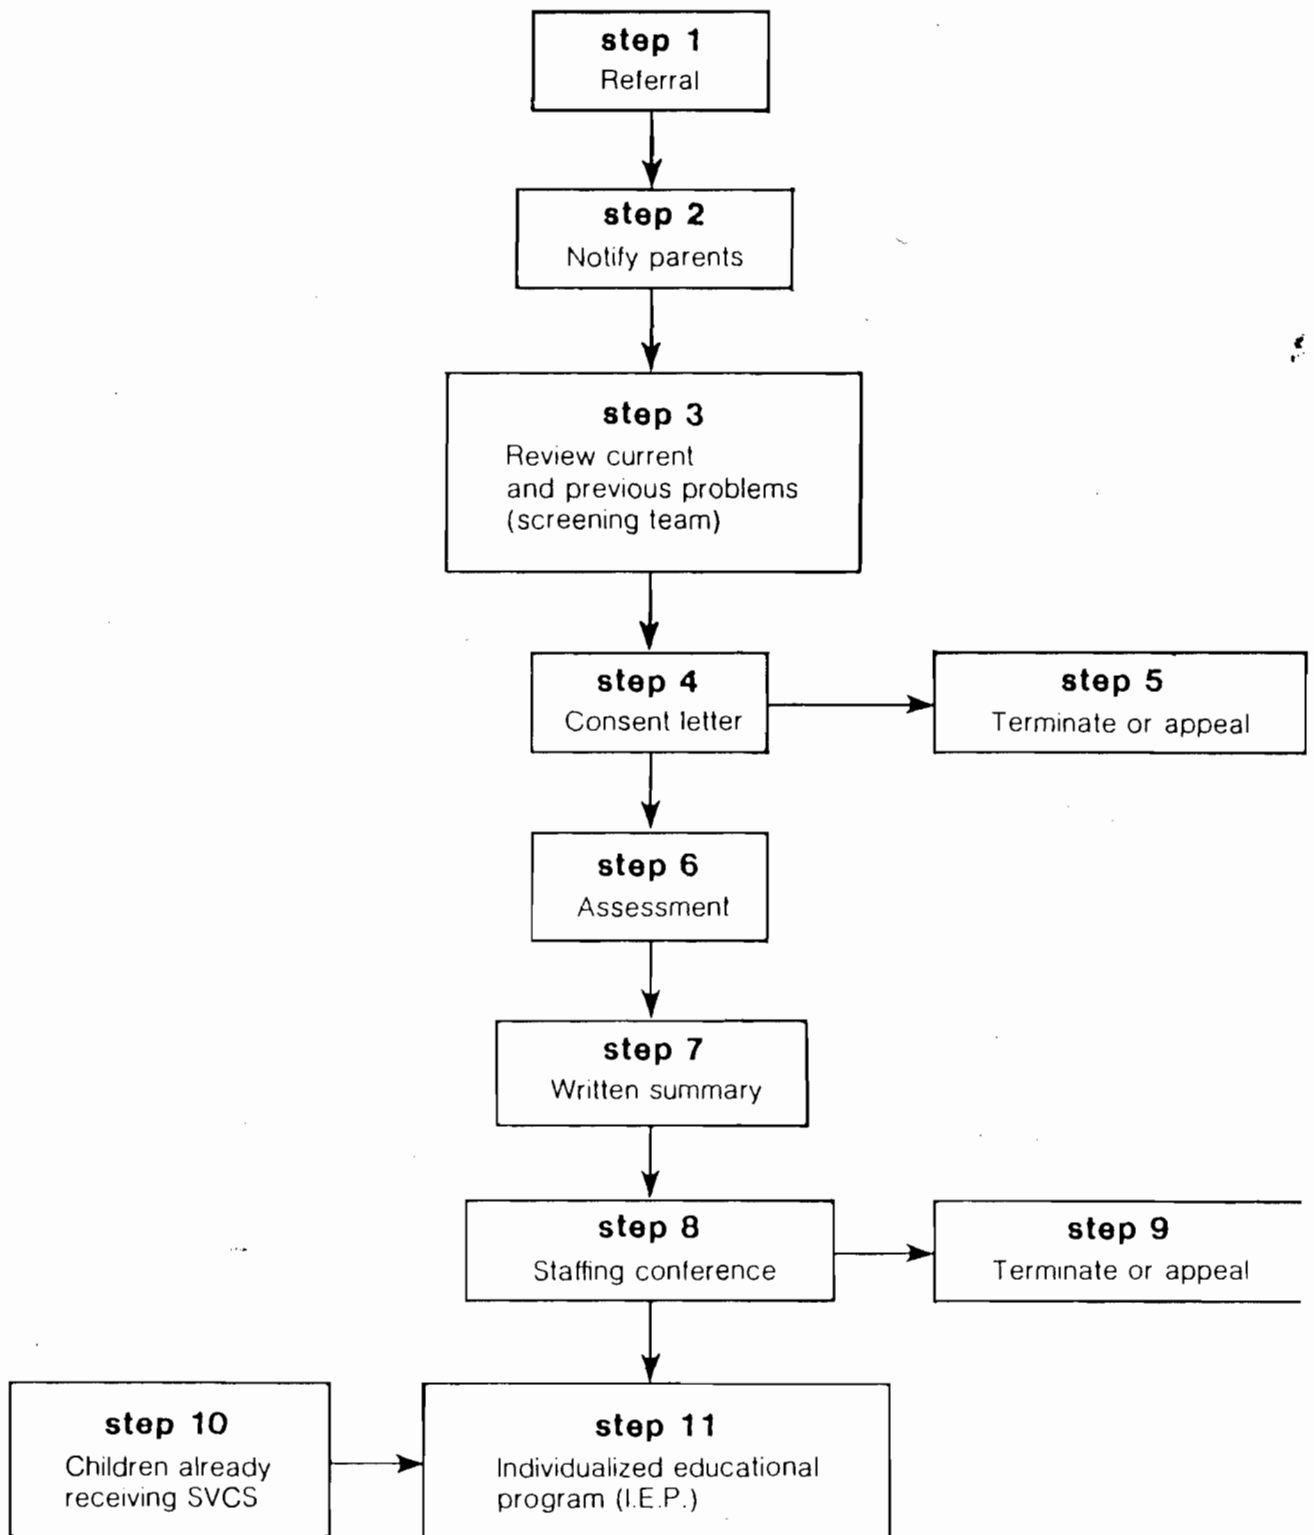 step 1
Referral
step 2
Notify parents
step 3
Review current
and previous problems
(screening team)
step 4
Consent letter
step 5
Terminate or appeal
step 6
Assessment
step 7
Written summary
step 8
Staffing conference
step 9
Terminate or appeal
step 10
Children already
receiving SVCS
step 11
Individualized educational
program (I.E.P.)